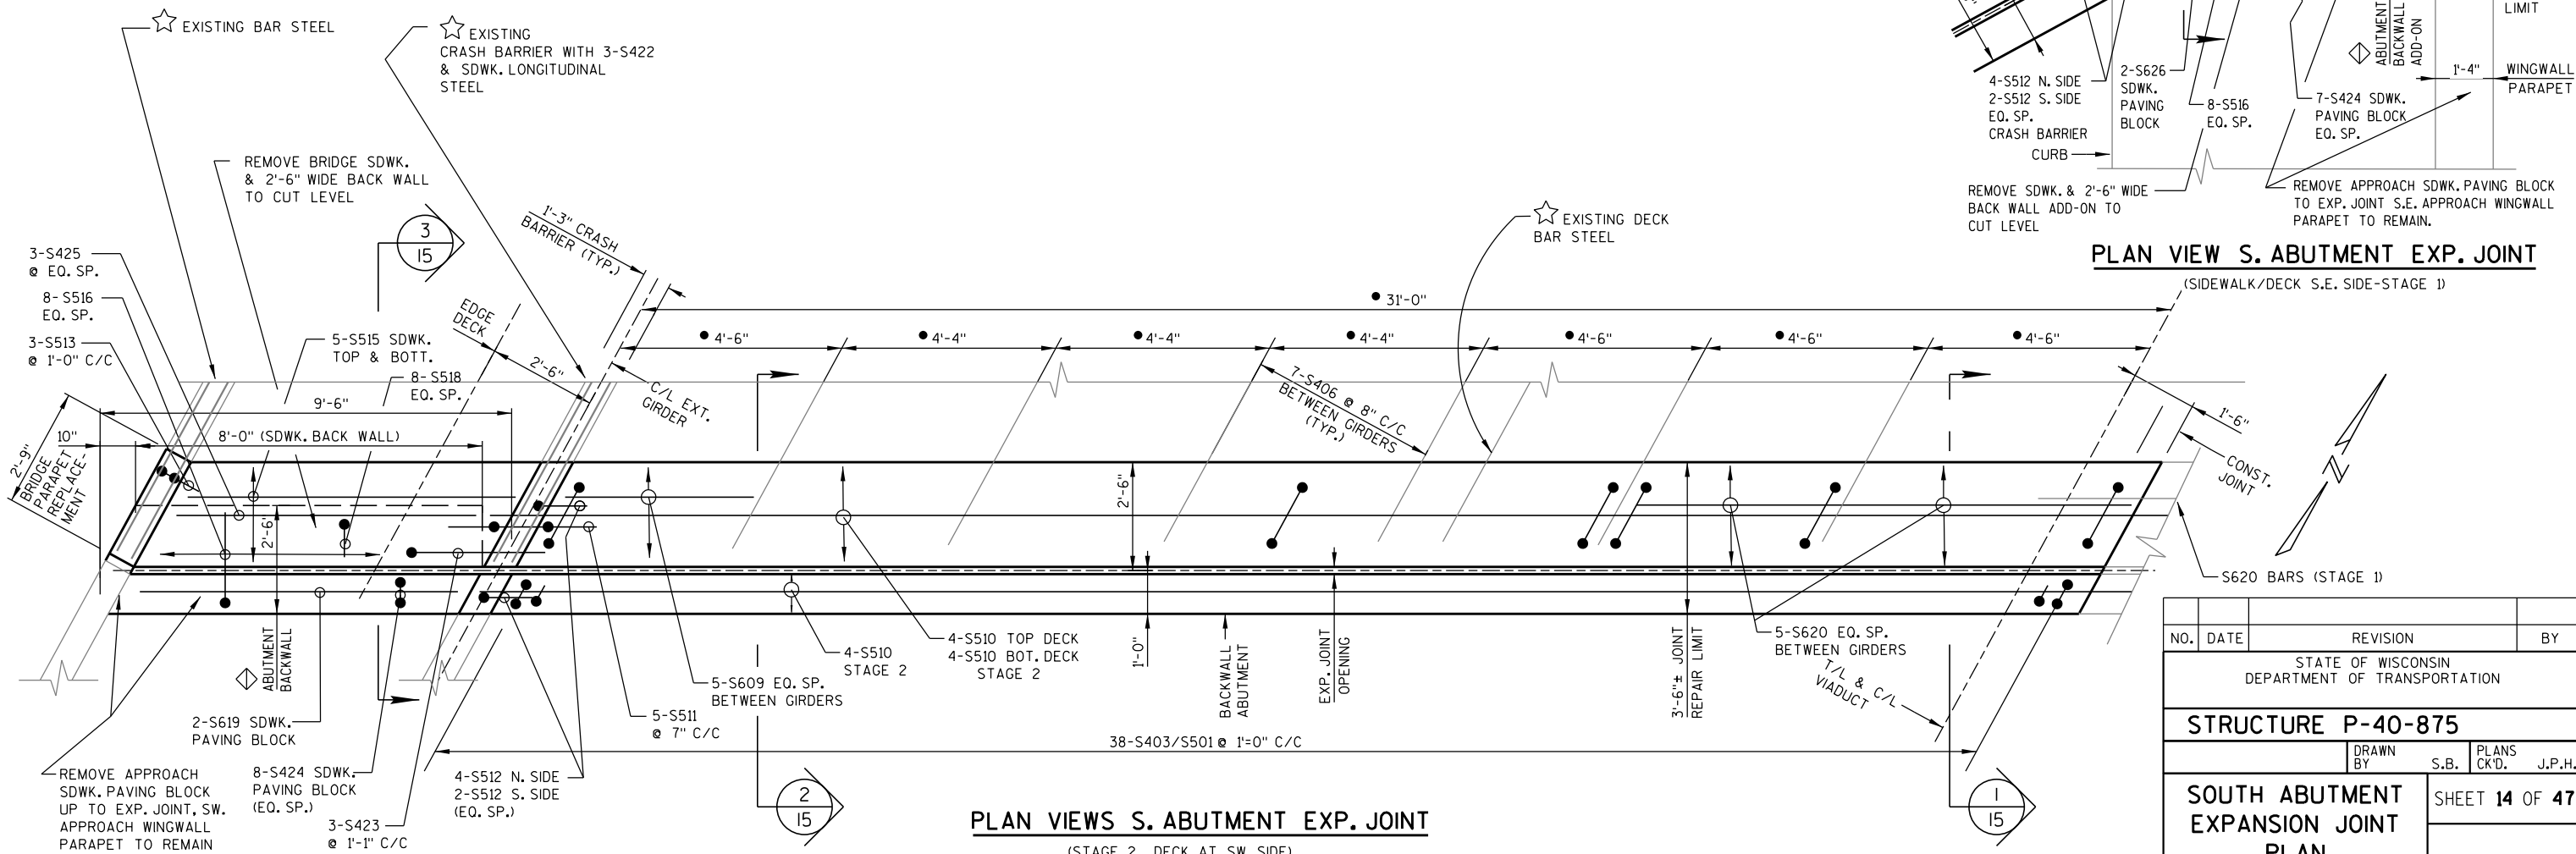 EXISTING BAR STEEL
EXISTING
CRASH BARRIER WITH 3-S422
& SDWK. LONGITUDINAL
STEEL
REMOVE BRIDGE SDWK.
& 2'-6" WIDE BACK WALL
TO CUT LEVEL
3
15
1'-3" CRASH
BARRIER (TYP.)
EXISTING DECK
BAR STEEL
3-S425
@ EQ. SP.
8- S516
EQ. SP.
3-S513
@ 1'-0" C/C
5-S515 SDWK.
TOP & BOTT.
8-S518
EQ. SP.
EDGE
DECK
2'-6"
C/L EXT.
GIRDER
31'-0"
4'-6"
4'-4"
4'-4"
4'-4"
4'-6"
4'-6"
4'-6"
7-S406 @ 8" C/C
BETWEEN GIRDERS
(TYP.)
1'-6"
CONST.
JOINT
N
9'-6"
10"
8'-0" (SDWK. BACK WALL)
2'-9"
BRIDGE
PARAPET
REPLACE-
MENT
2'-6"
2'-6"
S620 BARS (STAGE 1)
ABUTMENT
BACKWALL
2-S619 SDWK.
PAVING BLOCK
REMOVE APPROACH
SDWK. PAVING BLOCK
UP TO EXP. JOINT, SW.
APPROACH WINGWALL
PARAPET TO REMAIN
8-S424 SDWK.
PAVING BLOCK
(EQ. SP.)
3-S423
@ 1'-1" C/C
4-S512 N. SIDE
2-S512 S. SIDE
(EQ. SP.)
5-S511
@ 7" C/C
5-S609 EQ. SP.
BETWEEN GIRDERS
4-S510
STAGE 2
4-S510 TOP DECK
4-S510 BOT. DECK
STAGE 2
1'-0"
BACKWALL
ABUTMENT
EXP. JOINT
OPENING
3'-6"± JOINT
REPAIR LIMIT
5-S620 EQ. SP.
BETWEEN GIRDERS
T/L & C/L
VIADUCT
38-S403/S501 @ 1'=0" C/C
2
15
1
15
PLAN VIEWS S. ABUTMENT EXP. JOINT
(STAGE 2 DECK AT SW SIDE)
4-S512 N. SIDE
2-S512 S. SIDE
EQ. SP.
CRASH BARRIER
CURB
2-S626
SDWK.
PAVING
BLOCK
8-S516
EQ. SP.
7-S424 SDWK.
PAVING BLOCK
EQ. SP.
ABUTMENT
BACKWALL
ADD-ON
LIMIT
1'-4"
WINGWALL
PARAPET
REMOVE SDWK. & 2'-6" WIDE
BACK WALL ADD-ON TO
CUT LEVEL
REMOVE APPROACH SDWK. PAVING BLOCK
TO EXP. JOINT S.E. APPROACH WINGWALL
PARAPET TO REMAIN.
PLAN VIEW S. ABUTMENT EXP. JOINT
(SIDEWALK/DECK S.E. SIDE-STAGE 1)
NO. DATE REVISION BY
STATE OF WISCONSIN
DEPARTMENT OF TRANSPORTATION
STRUCTURE P-40-875
DRAWN
BY S.B.
PLANS
CK'D. J.P.H.
SOUTH ABUTMENT
EXPANSION JOINT
PLAN
SHEET 14 OF 47